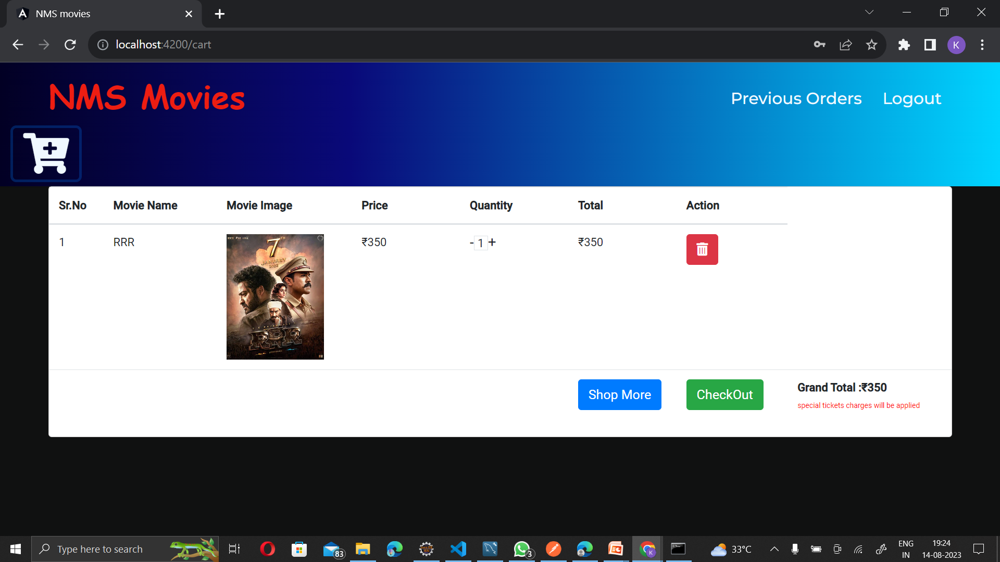 NMS movies
localhost:4200/cart
K
NMS Movies
Previous Orders Logout
Sr.No Movie Name Movie Image Price Quantity Total Action
1 RRR ₹350 -1+ ₹350
7TH
JANUARY
2022
RRR
Shop More CheckOut Grand Total :₹350
special tickets charges will be applied
Type here to search
83
3
K
33°C
ENG
IN
19:24
14-08-2023